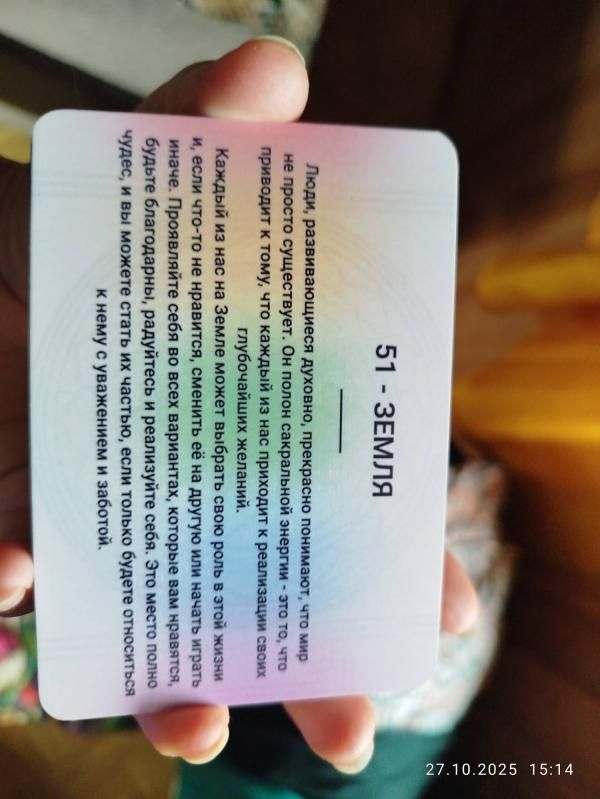 51 - ЗЕМЛЯ
Люди, развивающиеся духовно, прекрасно понимают, что мир
не просто существует. Он полон сакральной энергии - это то, что
приводит к тому, что каждый из нас приходит к реализации своих
глубочайших желаний.
Каждый из нас на Земле может выбрать свою роль в этой жизни
и, если что-то не нравится, сменить её на другую или начать играть
иначе. Проявляйте себя во всех вариантах, которые вам нравятся,
будьте благодарны, радуйтесь и реализуйте себя. Это место полно
чудес, и вы можете стать их частью, если только будете относиться
к нему с уважением и заботой.
27.10.2025 15:14